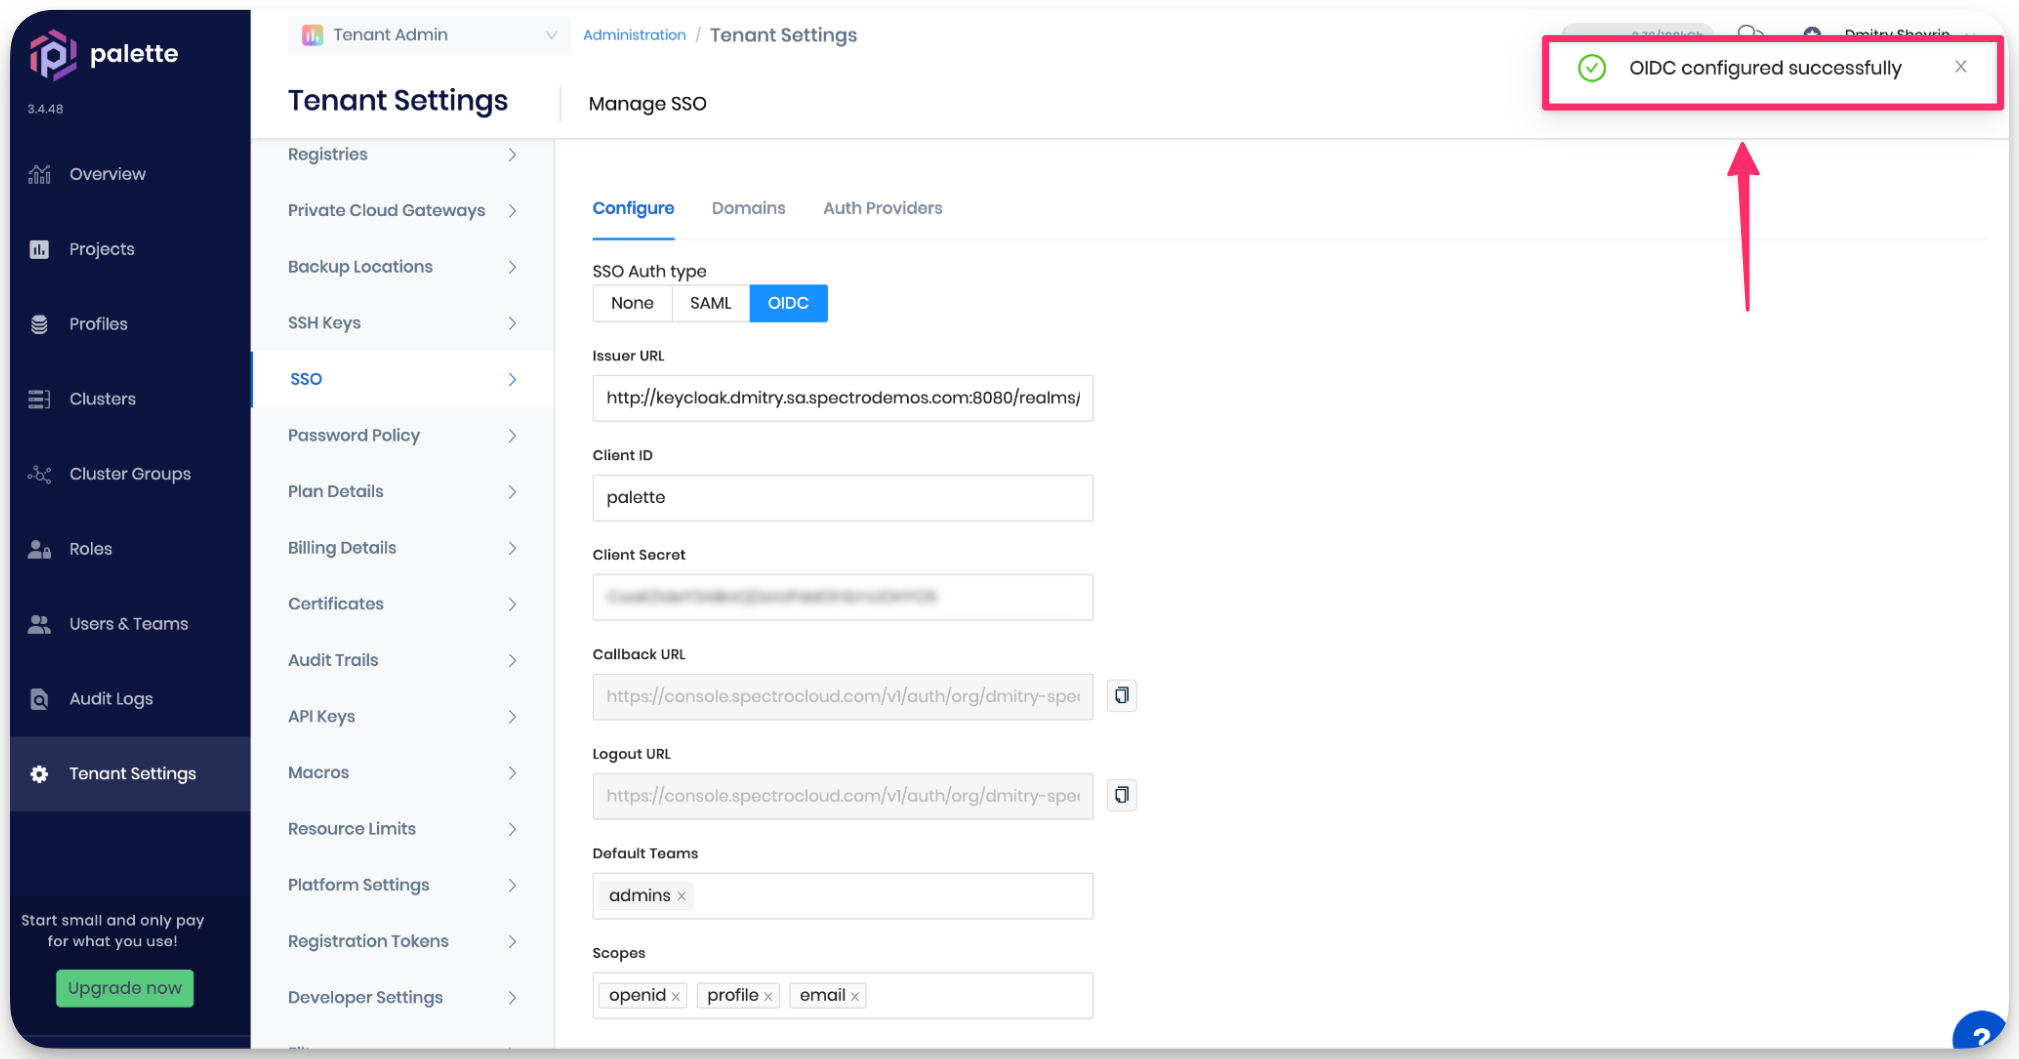 palette
3.4.48
Overview
Projects
Profiles
Clusters
Cluster Groups
Roles
Users & Teams
Audit Logs
Tenant Settings
Start small and only pay
for what you use!
Upgrade now
Tenant Admin
Administration / Tenant Settings
Tenant Settings
Manage SSO
OIDC configured successfully
Registries
Private Cloud Gateways
Backup Locations
SSH Keys
SSO
Password Policy
Plan Details
Billing Details
Certificates
Audit Trails
API Keys
Macros
Resource Limits
Platform Settings
Registration Tokens
Developer Settings
Configure Domains Auth Providers
SSO Auth type
None SAML OIDC
Issuer URL
http://keycloak.dmitry.sa.spectrodemos.com:8080/realms/
Client ID
palette
Client Secret
Callback URL
https://console.spectrocloud.com/v1/auth/org/dmitry-spec
Logout URL
https://console.spectrocloud.com/v1/auth/org/dmitry-spec
Default Teams
admins
Scopes
openid profile email
?